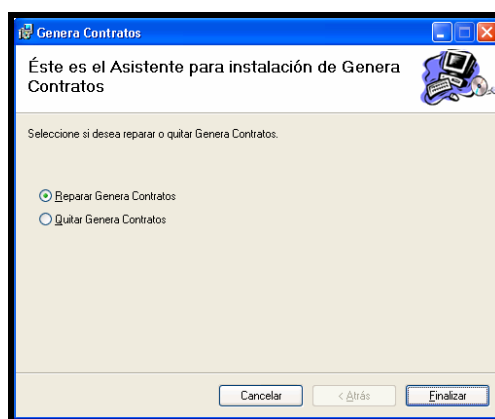 Genera Contratos
Éste es el Asistente para instalación de Genera
Contratos
Seleccione si desea reparar o quitar Genera Contratos.
Reparar Genera Contratos
Quitar Genera Contratos
Cancelar
< Atrás
Finalizar